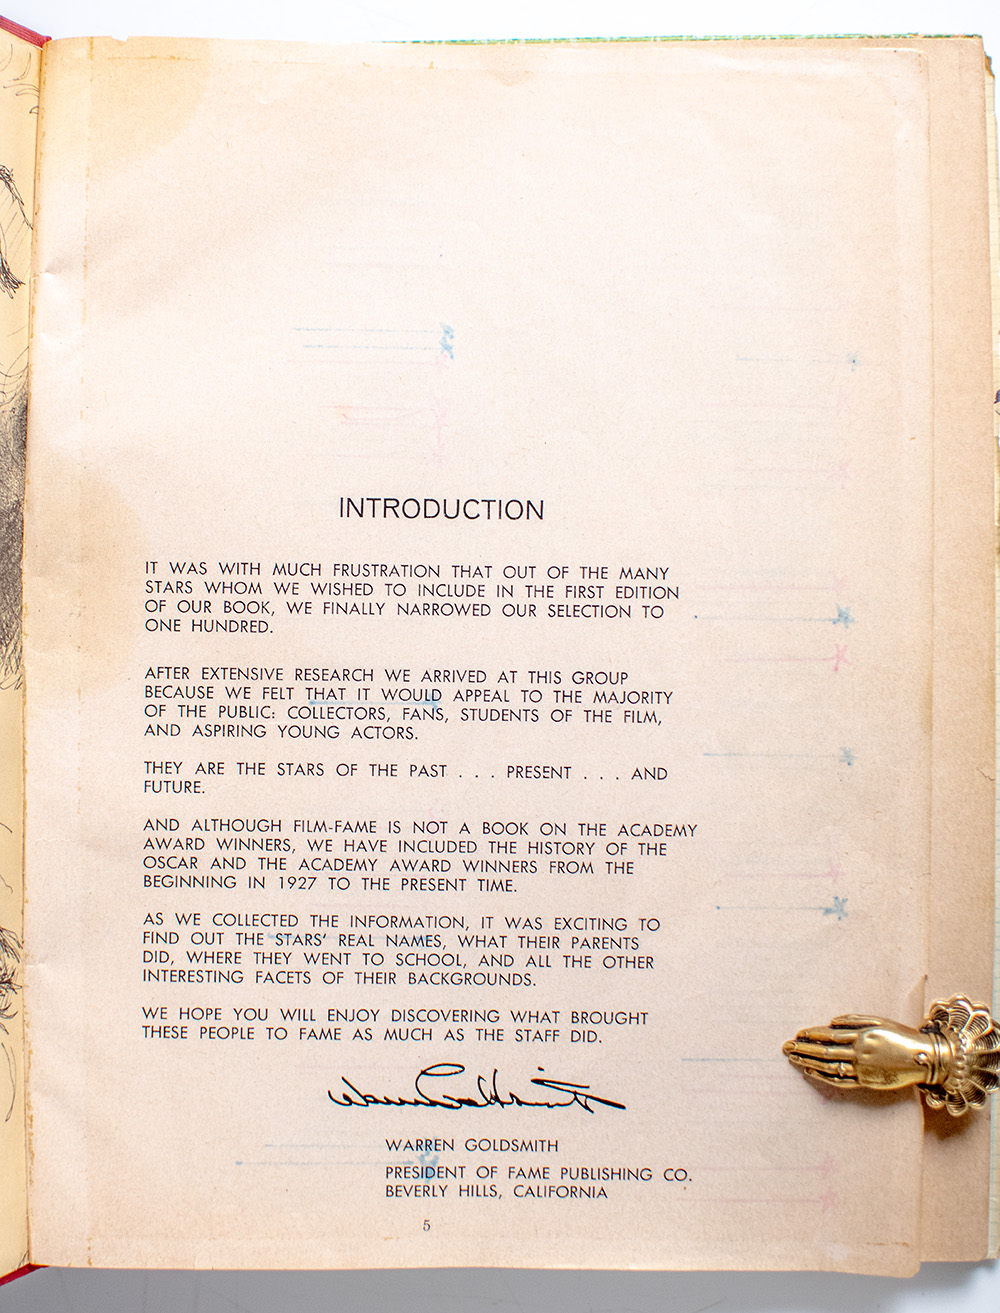 INTRODUCTION
IT WAS WITH MUCH FRUSTRATION THAT OUT OF THE MANY
STARS WHOM WE WISHED TO INCLUDE IN THE FIRST EDITION
OF OUR BOOK, WE FINALLY NARROWED OUR SELECTION TO
ONE HUNDRED.
AFTER EXTENSIVE RESEARCH WE ARRIVED AT THIS GROUP
BECAUSE WE FELT THAT IT WOULD APPEAL TO THE MAJORITY
OF THE PUBLIC: COLLECTORS, FANS, STUDENTS OF THE FILM,
AND ASPIRING YOUNG ACTORS.
THEY ARE THE STARS OF THE PAST . . . PRESENT . . . AND
FUTURE.
AND ALTHOUGH FILM-FAME IS NOT A BOOK ON THE ACADEMY
AWARD WINNERS, WE HAVE INCLUDED THE HISTORY OF THE
OSCAR AND THE ACADEMY AWARD WINNERS FROM THE
BEGINNING IN 1927 TO THE PRESENT TIME.
AS WE COLLECTED THE INFORMATION, IT WAS EXCITING TO
FIND OUT THE STARS' REAL NAMES, WHAT THEIR PARENTS
DID, WHERE THEY WENT TO SCHOOL, AND ALL THE OTHER
INTERESTING FACETS OF THEIR BACKGROUNDS.
WE HOPE YOU WILL ENJOY DISCOVERING WHAT BROUGHT
THESE PEOPLE TO FAME AS MUCH AS THE STAFF DID.
WARREN GOLDSMITH
PRESIDENT OF FAME PUBLISHING CO.
BEVERLY HILLS, CALIFORNIA
5